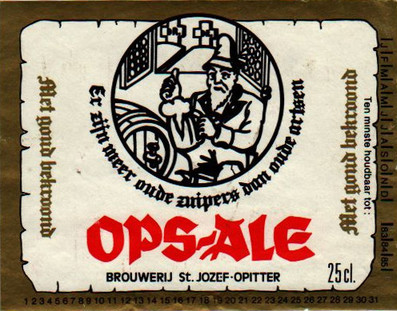 Er zijn meer oude zuipers dan oude artsen
Met goud bekroond
Met goud bekroond
Ten minste houdbaar tot :
J F M A M J J A S O N D
83 84 85
OPS-ALE
BROUWERIJ St. JOZEF-OPITTER
25 cl.
1 2 3 4 5 6 7 8 9 10 11 12 13 14 15 16 17 18 19 20 21 22 23 24 25 26 27 28 29 30 31